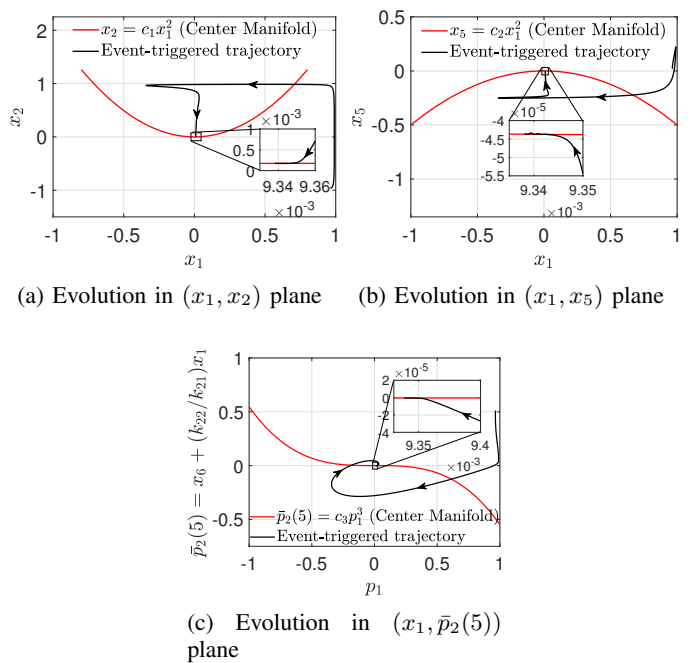 x_2 = c_1x_1^2 (Center Manifold)
Event-triggered trajectory
x_2
2
1
0
-1
1
0.5
0
×10^-3
9.34 9.36
×10^-3
-1 -0.5 0 0.5 1
x_1
(a) Evolution in (x_1, x_2) plane
x_5 = c_2x_1^2 (Center Manifold)
Event-triggered trajectory
x_5
0.5
0
-0.5
-1
×10^-5
-4
-4.5
-5
-5.5
9.34 9.35
×10^-3
-1 -0.5 0 0.5 1
x_1
(b) Evolution in (x_1, x_5) plane
p̄_2(5) = x_6 + (k_22/k_21)x_1
1
0.5
0
-0.5
×10^-5
2
0
-2
-4
9.35 9.4
×10^-3
p̄_2(5) = c_3p_1^3 (Center Manifold)
Event-triggered trajectory
-1 -0.5 0 0.5 1
p_1
(c) Evolution in (x_1, p̄_2(5))
plane